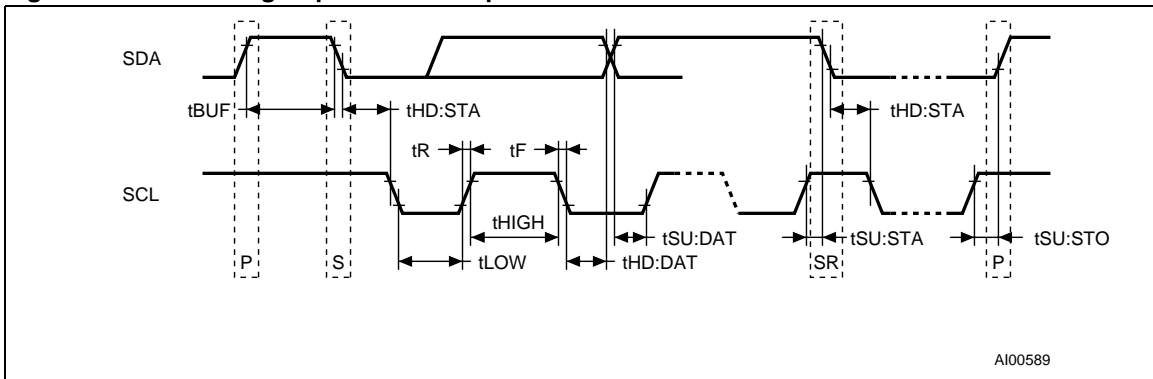 SDA
tBUF
tHD:STA
tHD:STA
tR
tF
SCL
tHIGH
tSU:DAT
tSU:STA
tSU:STO
P
S
tLOW
tHD:DAT
SR
P
AI00589